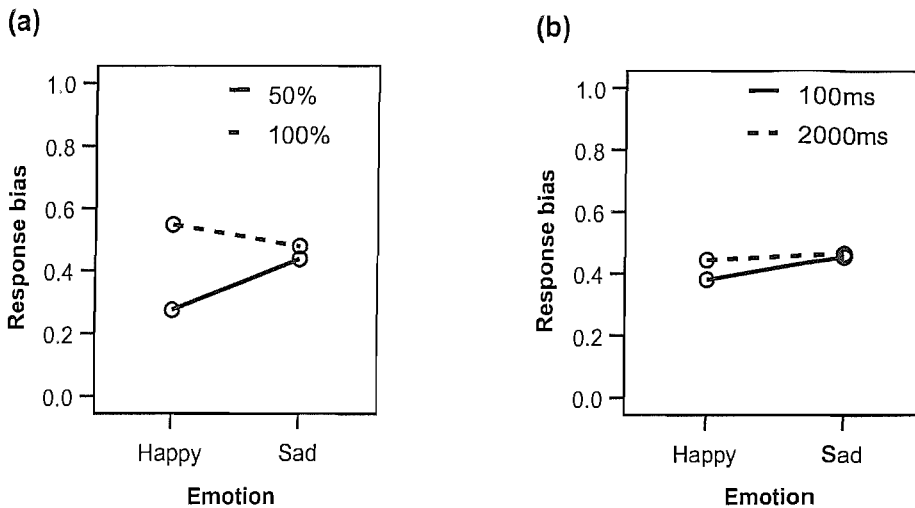 (a)
50%
100%
1.0
0.8
0.6
0.4
0.2
0.0
Response bias
Happy Sad
Emotion
(b)
100ms
2000ms
1.0
0.8
0.6
0.4
0.2
0.0
Response bias
Happy Sad
Emotion